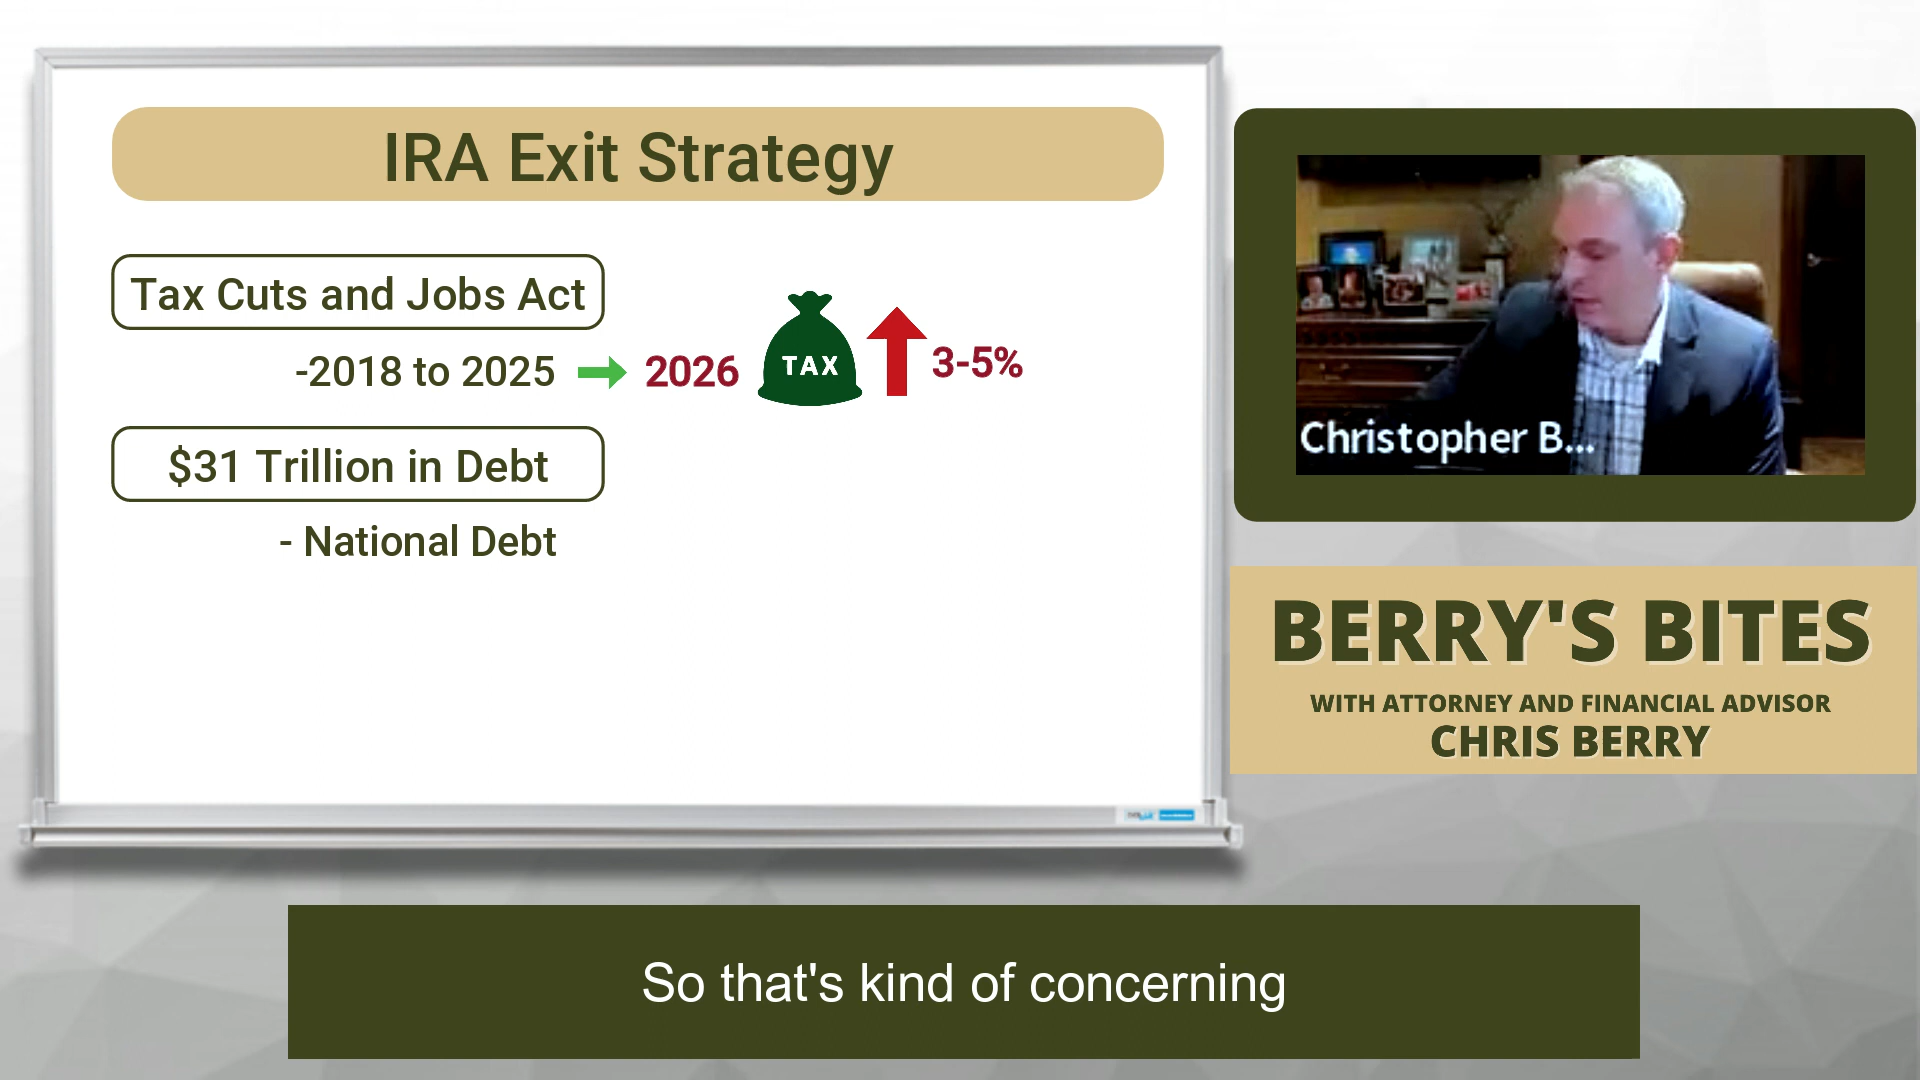 IRA Exit Strategy
Tax Cuts and Jobs Act
-2018 to 2025
2026
TAX
3-5%
$31 Trillion in Debt
- National Debt
Christopher B...
BERRY'S BITES
WITH ATTORNEY AND FINANCIAL ADVISOR
CHRIS BERRY
So that's kind of concerning